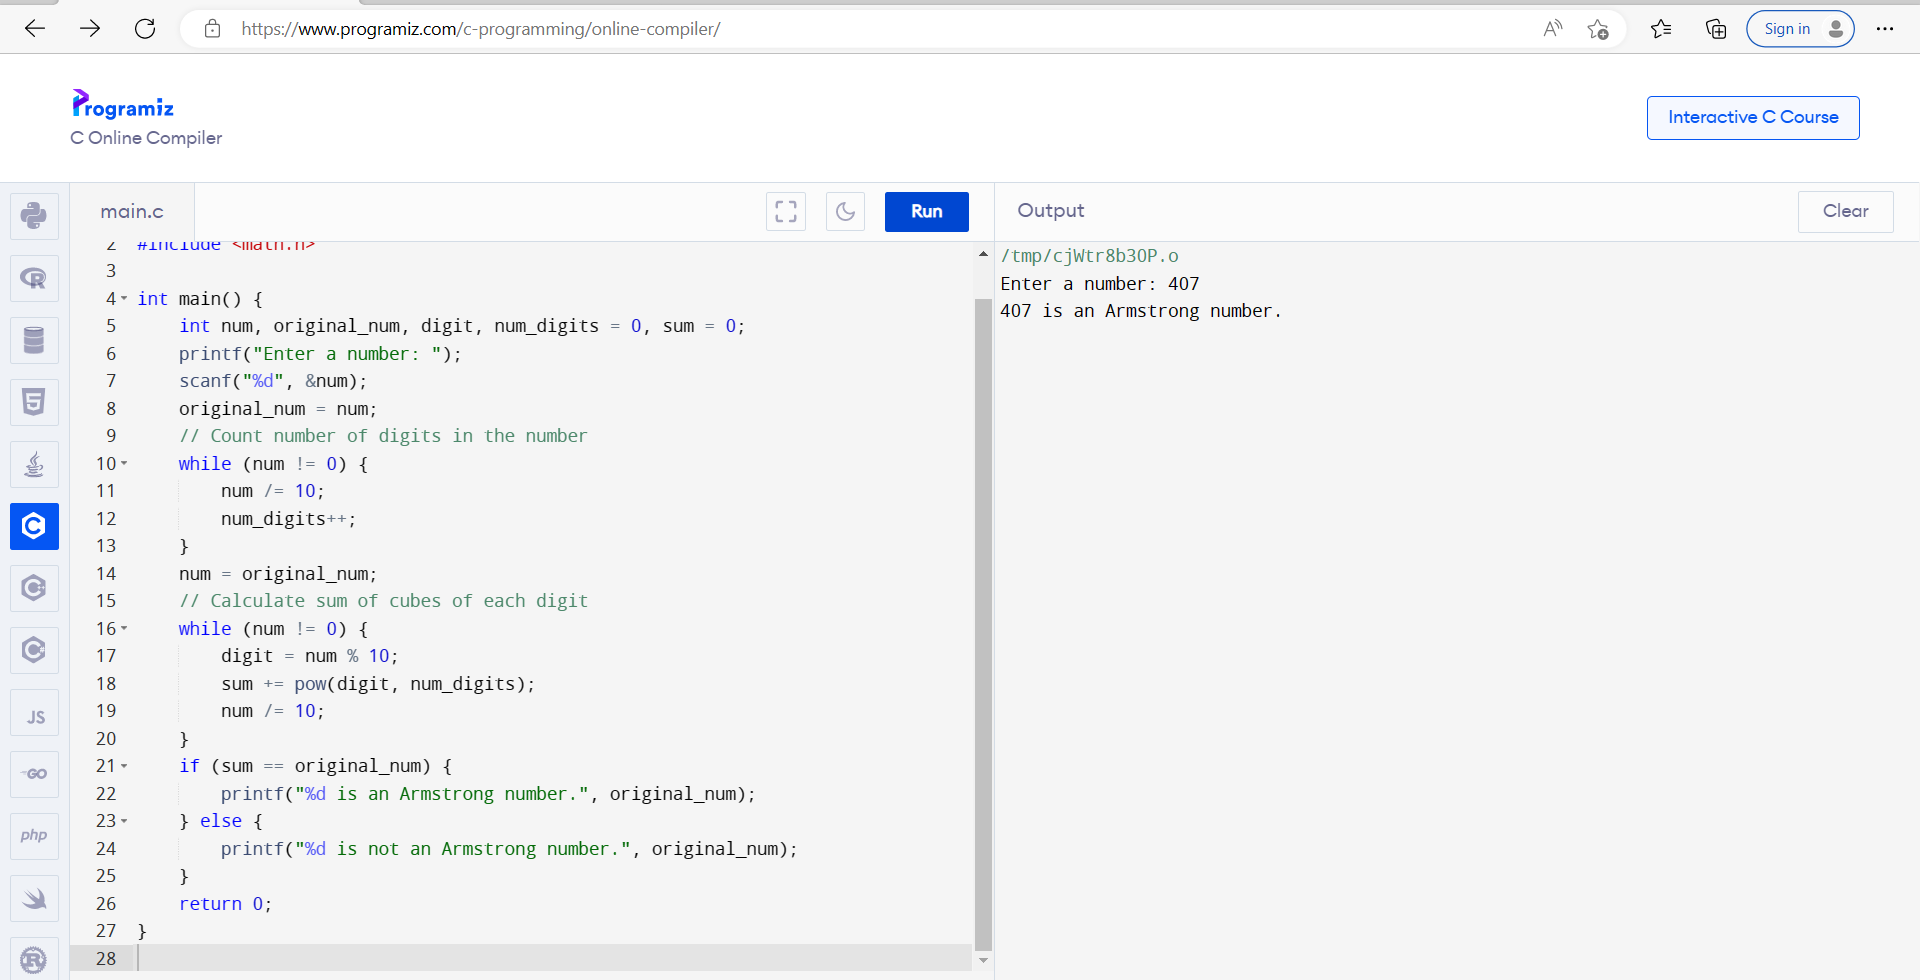 https://www.programiz.com/c-programming/online-compiler/
Sign in
Programiz
C Online Compiler
Interactive C Course
main.c
Run
Output
Clear
2 #include <math.h>
3
4 int main() {
5 int num, original_num, digit, num_digits = 0, sum = 0;
6 printf("Enter a number: ");
7 scanf("%d", &num);
8 original_num = num;
9 // Count number of digits in the number
10 while (num != 0) {
11 num /= 10;
12 num_digits++;
13 }
14 num = original_num;
15 // Calculate sum of cubes of each digit
16 while (num != 0) {
17 digit = num % 10;
18 sum += pow(digit, num_digits);
19 num /= 10;
20 }
21 if (sum == original_num) {
22 printf("%d is an Armstrong number.", original_num);
23 } else {
24 printf("%d is not an Armstrong number.", original_num);
25 }
26 return 0;
27 }
28
/tmp/cjWtr8b3OP.o
Enter a number: 407
407 is an Armstrong number.
R
5
C
C
C
JS
GO
php
R